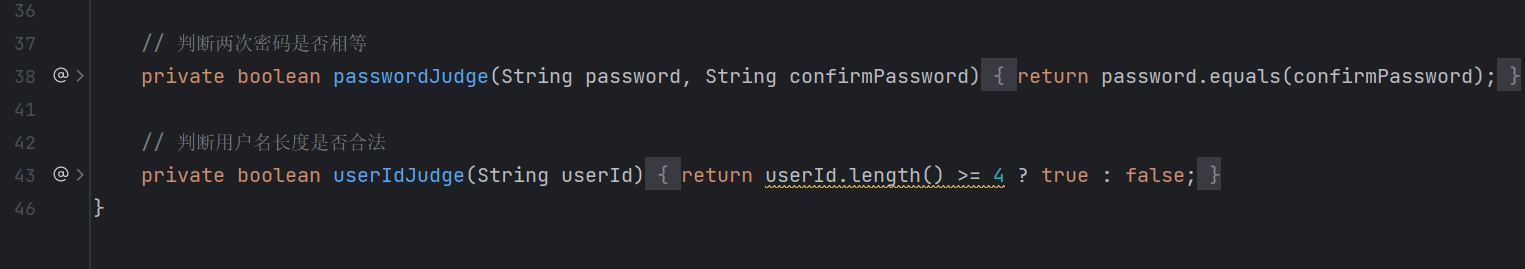 36
37 // 判断两次密码是否相等
38 @ private boolean passwordJudge(String password, String confirmPassword) { return password.equals(confirmPassword); }
41
42 // 判断用户名长度是否合法
43 @ private boolean userIdJudge(String userId) { return userId.length() >= 4 ? true : false; }
46 }